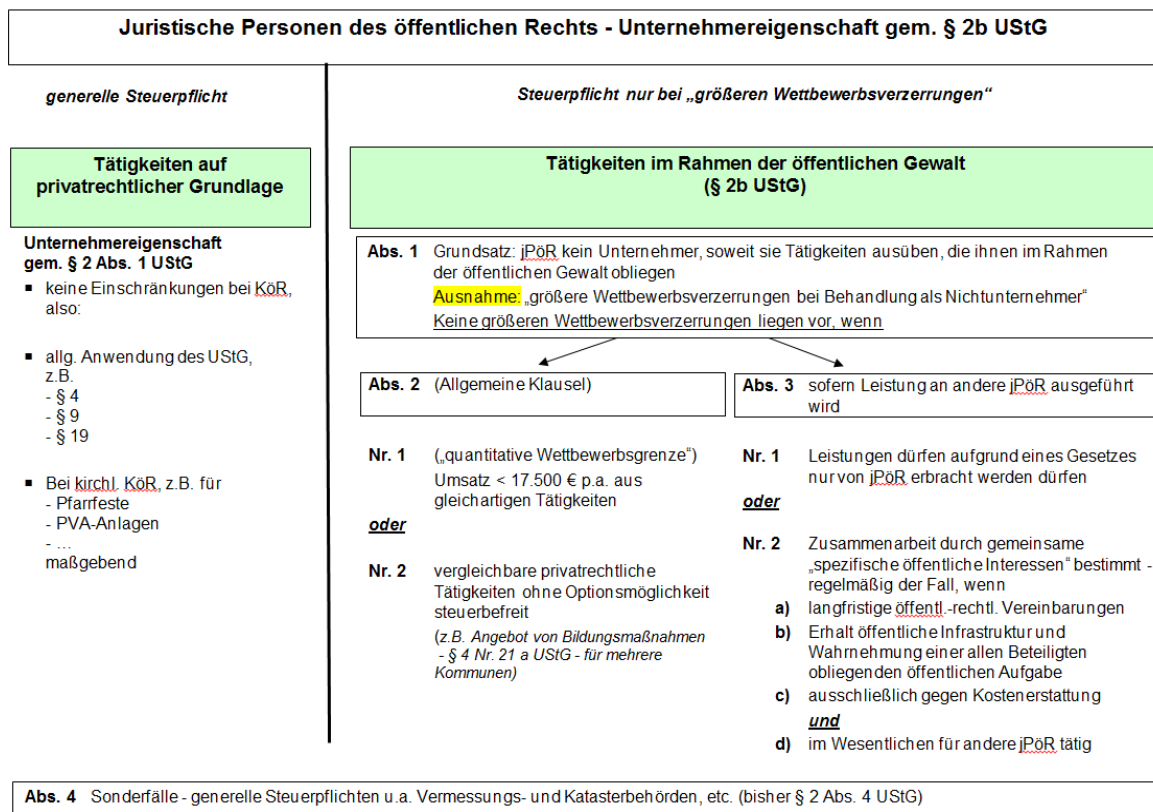 Juristische Personen des öffentlichen Rechts - Unternehmereigenschaft gem. § 2b UStG
generelle Steuerpflicht
Steuerpflicht nur bei „größeren Wettbewerbsverzerrungen“
Tätigkeiten auf
privatrechtlicher Grundlage
Unternehmereigenschaft
gem. § 2 Abs. 1 UStG
▪ keine Einschränkungen bei KöR,
also:
▪ allg. Anwendung des UStG,
z.B.
- § 4
- § 9
- § 19
▪ Bei kirchl. KöR, z.B. für
- Pfarrfeste
- PVA-Anlagen
- ...
maßgebend
Tätigkeiten im Rahmen der öffentlichen Gewalt
(§ 2b UStG)
Abs. 1 Grundsatz: jPöR kein Unternehmer, soweit sie Tätigkeiten ausüben, die ihnen im Rahmen
der öffentlichen Gewalt obliegen
Ausnahme: „größere Wettbewerbsverzerrungen bei Behandlung als Nichtunternehmer“
Keine größeren Wettbewerbsverzerrungen liegen vor, wenn
Abs. 2 (Allgemeine Klausel)
Nr. 1 („quantitative Wettbewerbsgrenze“)
Umsatz < 17.500 € p.a. aus
gleichartigen Tätigkeiten
oder
Nr. 2 vergleichbare privatrechtliche
Tätigkeiten ohne Optionsmöglichkeit
steuerbefreit
(z.B. Angebot von Bildungsmaßnahmen
- § 4 Nr. 21 a UStG - für mehrere
Kommunen)
Abs. 3 sofern Leistung an andere jPöR ausgeführt
wird
Nr. 1 Leistungen dürfen aufgrund eines Gesetzes
nur von jPöR erbracht werden dürfen
oder
Nr. 2 Zusammenarbeit durch gemeinsame
„spezifische öffentliche Interessen“ bestimmt -
regelmäßig der Fall, wenn
a) langfristige öffentl.-rechtl. Vereinbarungen
b) Erhalt öffentliche Infrastruktur und
Wahrnehmung einer allen Beteiligten
obliegenden öffentlichen Aufgabe
c) ausschließlich gegen Kostenerstattung
und
d) im Wesentlichen für andere jPöR tätig
Abs. 4 Sonderfälle - generelle Steuerpflichten u.a. Vermessungs- und Katasterbehörden, etc. (bisher § 2 Abs. 4 UStG)